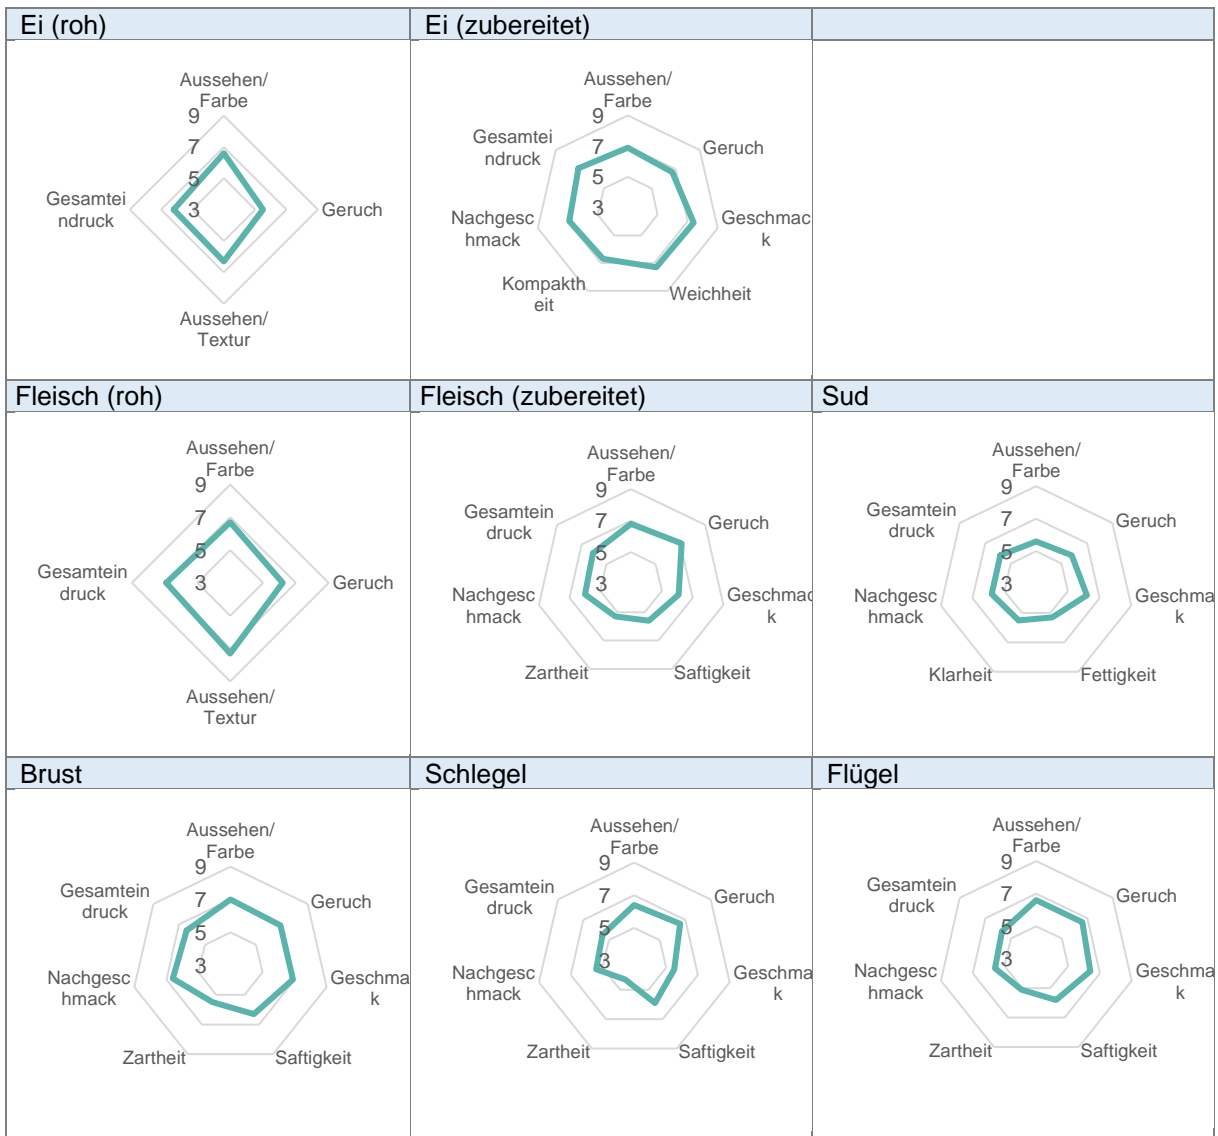 Ei (roh)
Aussehen/
Farbe
9
7
5
3
Gesamtei
ndruck
Geruch
Aussehen/
Textur
Ei (zubereitet)
Aussehen/
Farbe
9
7
5
3
Gesamtei
ndruck
Geruch
Nachgesc
hmack
Geschmac
k
Kompakth
eit
Weichheit
Fleisch (roh)
Aussehen/
Farbe
9
7
5
3
Gesamtein
druck
Geruch
Aussehen/
Textur
Fleisch (zubereitet)
Aussehen/
Farbe
9
7
5
3
Gesamtein
druck
Geruch
Nachgesc
hmack
Geschmac
k
Zartheit
Saftigkeit
Sud
Aussehen/
Farbe
9
7
5
3
Gesamtein
druck
Geruch
Nachgesc
hmack
Geschma
k
Klarheit
Fettigkeit
Brust
Aussehen/
Farbe
9
7
5
3
Gesamtein
druck
Geruch
Nachgesc
hmack
Geschma
k
Zartheit
Saftigkeit
Schlegel
Aussehen/
Farbe
9
7
5
3
Gesamtein
druck
Geruch
Nachgesc
hmack
Geschma
k
Zartheit
Saftigkeit
Flügel
Aussehen/
Farbe
9
7
5
3
Gesamtein
druck
Geruch
Nachgesc
hmack
Geschma
k
Zartheit
Saftigkeit